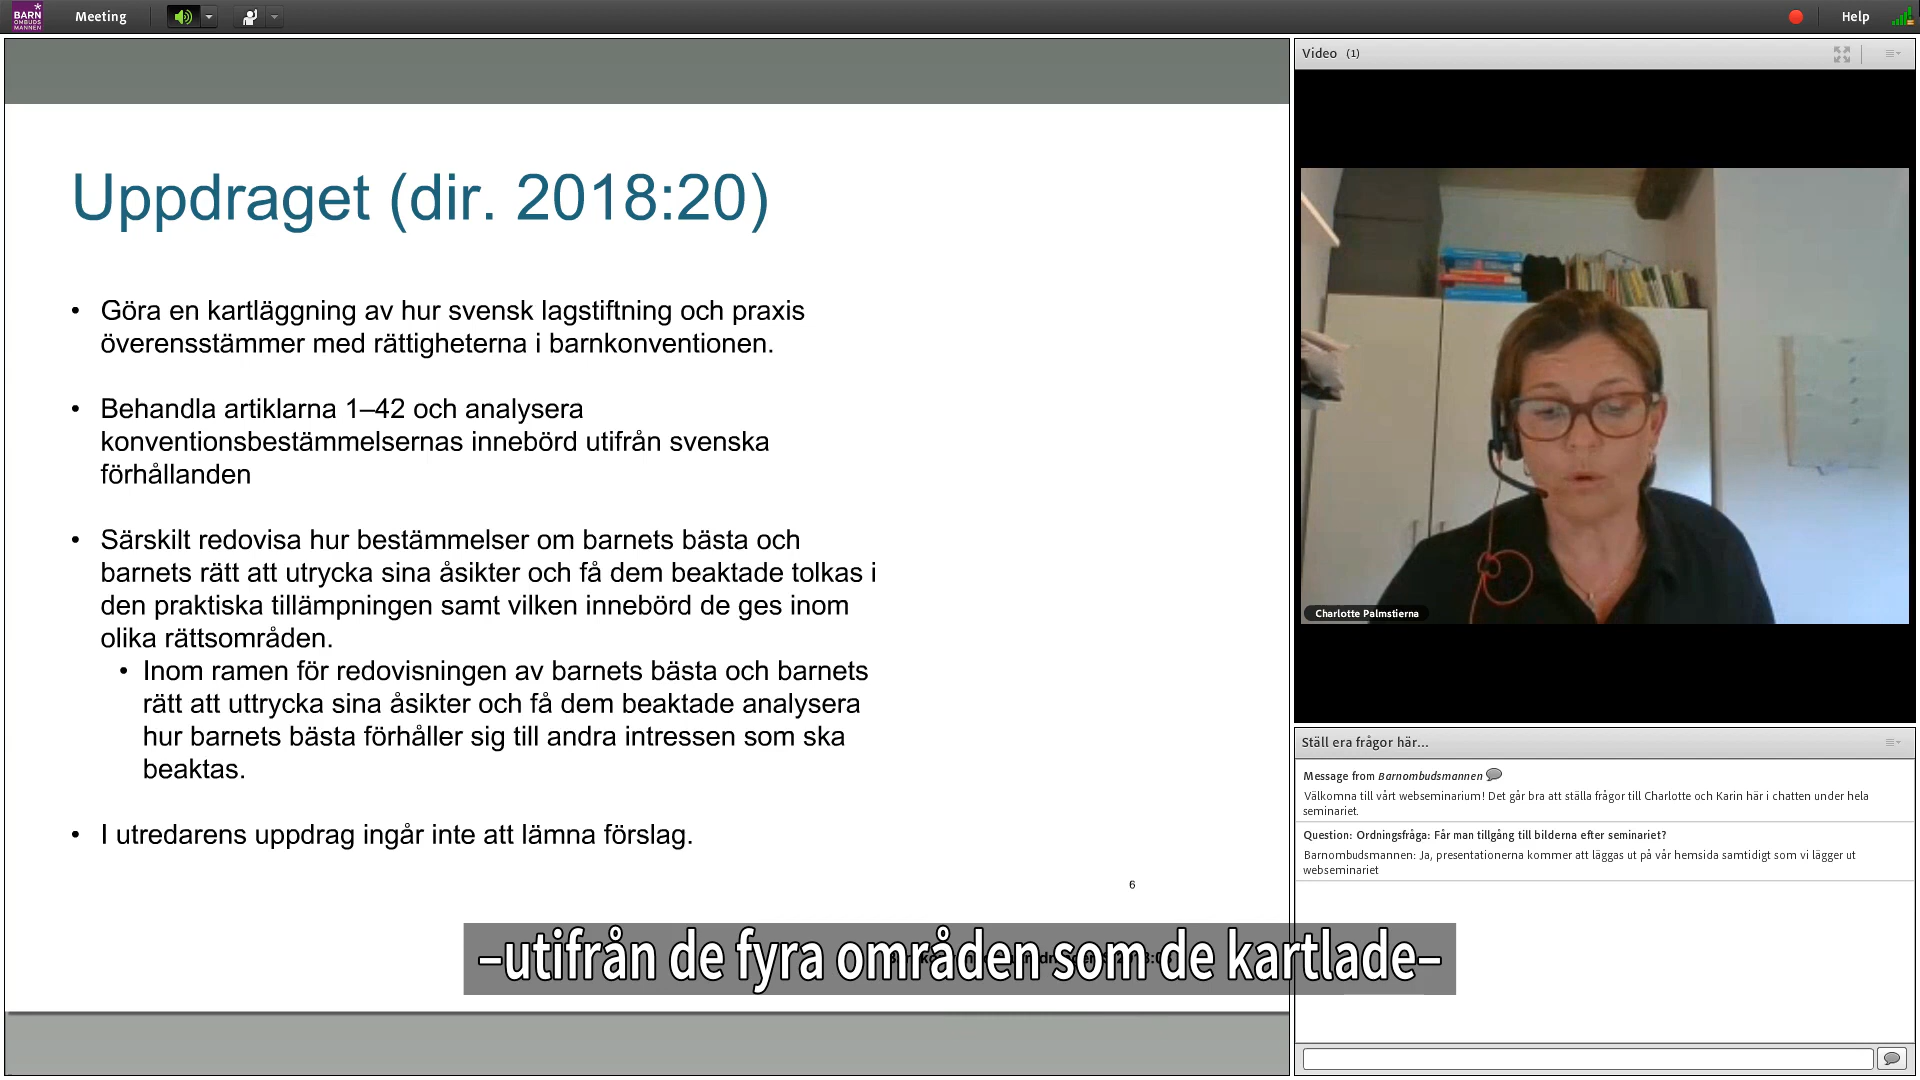 BARN
OMBUDS
MANNEN
Meeting
Help
Uppdraget (dir. 2018:20)
• Göra en kartläggning av hur svensk lagstiftning och praxis
överensstämmer med rättigheterna i barnkonventionen.
• Behandla artiklarna 1–42 och analysera
konventionsbestämmelsernas innebörd utifrån svenska
förhållanden
• Särskilt redovisa hur bestämmelser om barnets bästa och
barnets rätt att utrycka sina åsikter och få dem beaktade tolkas i
den praktiska tillämpningen samt vilken innebörd de ges inom
olika rättsområden.
• Inom ramen för redovisningen av barnets bästa och barnets
rätt att uttrycka sina åsikter och få dem beaktade analysera
hur barnets bästa förhåller sig till andra intressen som ska
beaktas.
• I utredarens uppdrag ingår inte att lämna förslag.
6
–utifrån de fyra områden som de kartlade–
Video (1)
Charlotte Palmstierna
Ställ era frågor här...
Message from Barnombudsmannen
Välkomna till vårt webseminarium! Det går bra att ställa frågor till Charlotte och Karin här i chatten under hela
seminariet.
Question: Ordningsfråga: Får man tillgång till bilderna efter seminariet?
Barnombudsmannen: Ja, presentationerna kommer att läggas ut på vår hemsida samtidigt som vi lägger ut
webseminariet